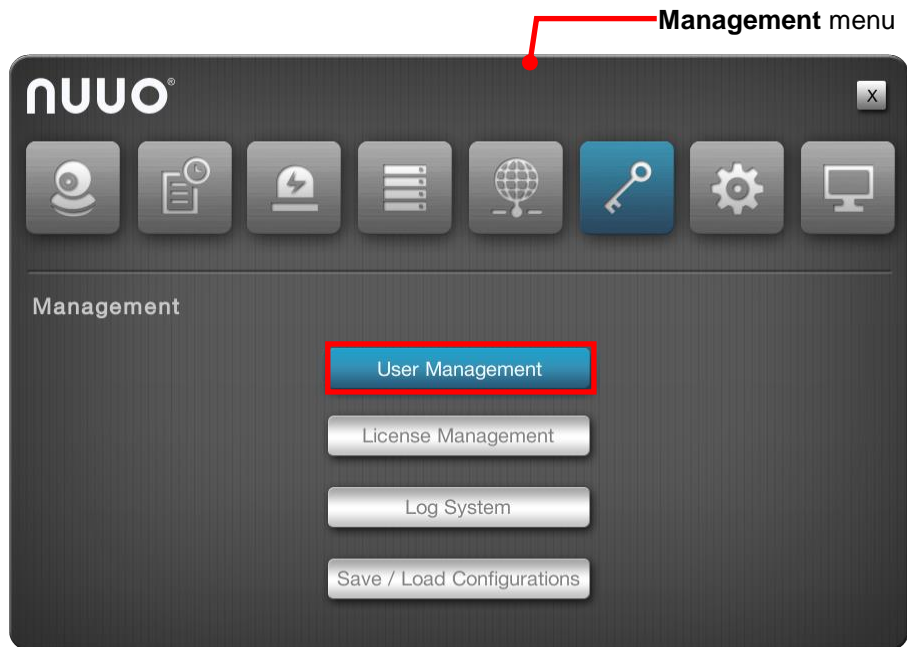 Management menu
nuuo®
X
Management
User Management
License Management
Log System
Save / Load Configurations